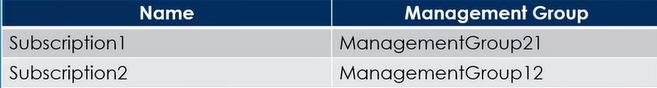 Name Management Group
Subscription1 ManagementGroup21
Subscription2 ManagementGroup12